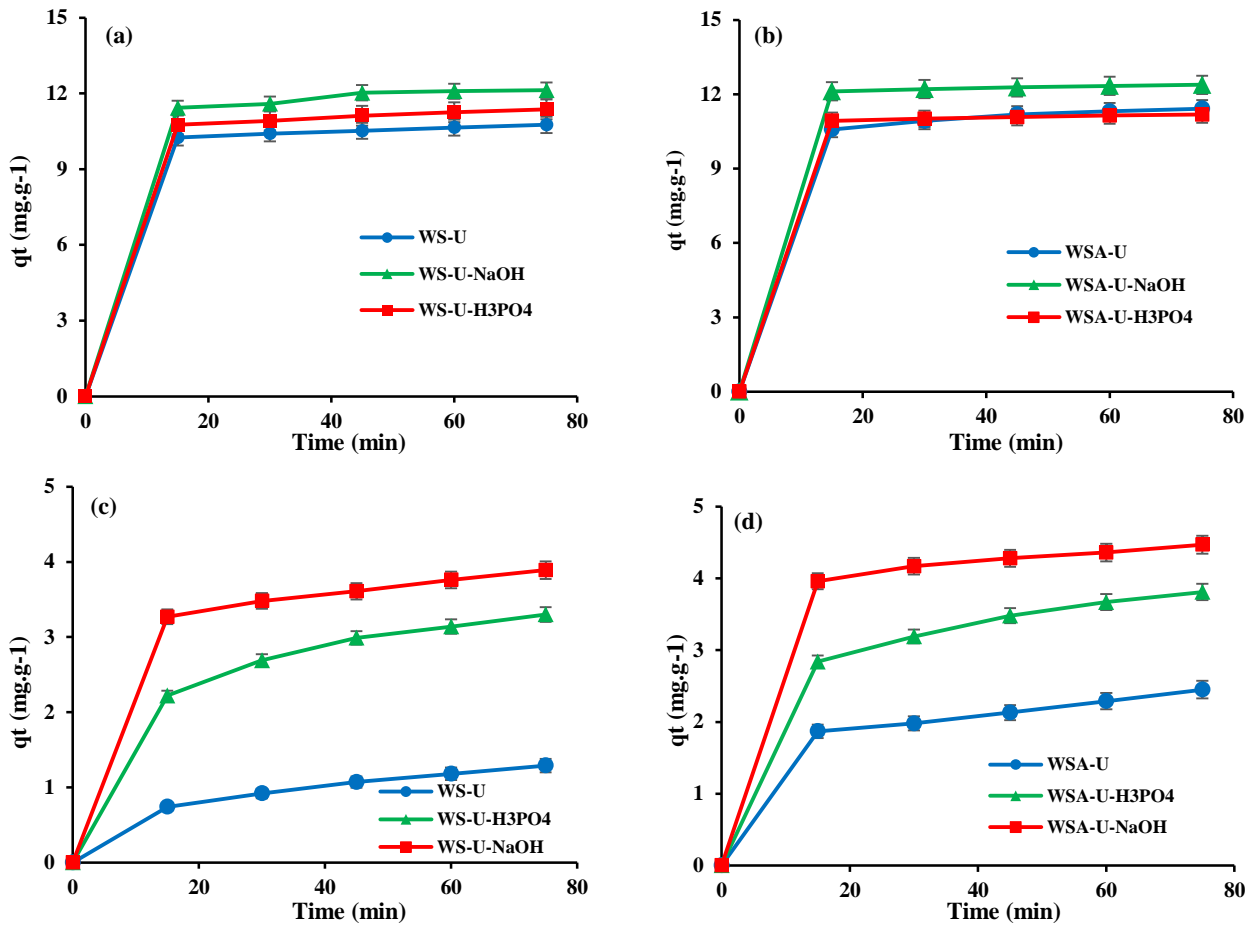 (a)
15
12
9
6
3
0
qt (mg.g-1)
WS-U
WS-U-NaOH
WS-U-H3PO4
0 20 40 60 80
Time (min)
(b)
15
12
9
6
3
0
qt (mg.g-1)
WSA-U
WSA-U-NaOH
WSA-U-H3PO4
0 20 40 60 80
Time (min)
(c)
5
4
3
2
1
0
qt (mg.g-1)
WS-U
WS-U-H3PO4
WS-U-NaOH
0 20 40 60 80
Time (min)
(d)
5
4
3
2
1
0
qt (mg.g-1)
WSA-U
WSA-U-H3PO4
WSA-U-NaOH
0 20 40 60 80
Time (min)